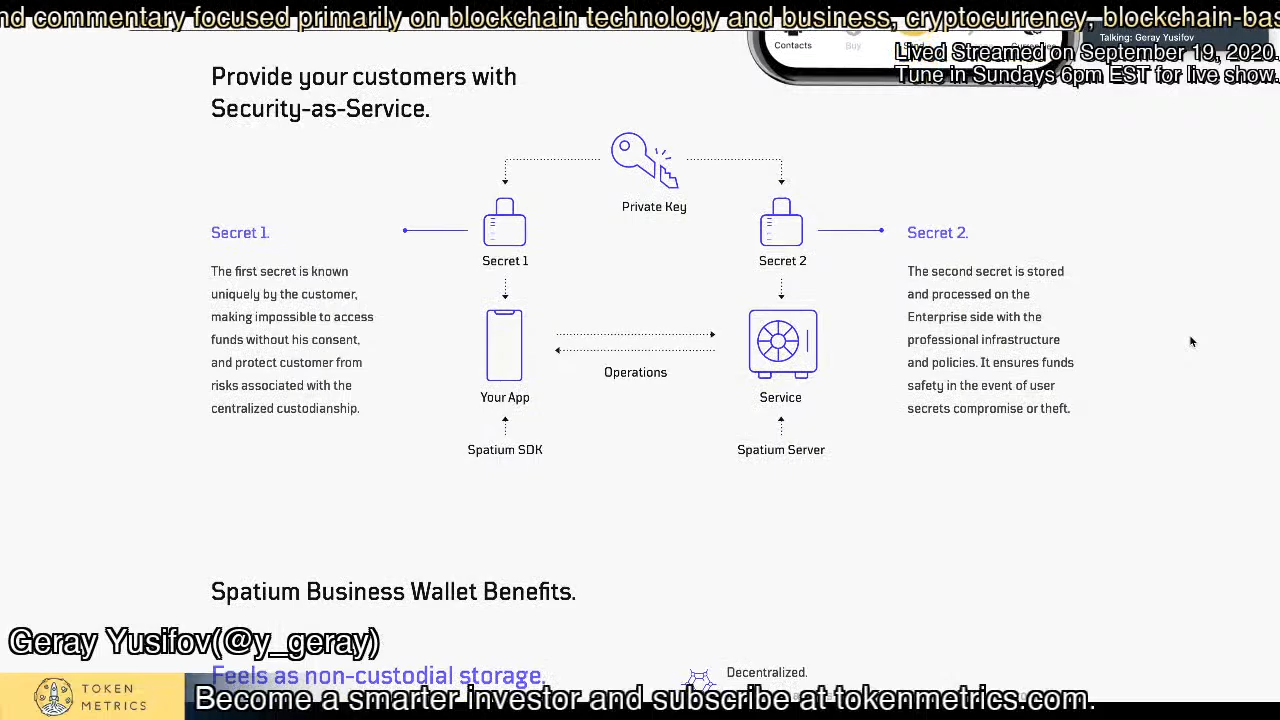 nd commentary focused primarily on blockchain technology and business, cryptocurrency, blockchain-bas
Talking: Geray Yusifov
Contacts
Buy
Lived Streamed on September 19, 2020.
Tune in Sundays 6pm EST for live show.
Provide your customers with
Security-as-Service.
Private Key
Secret 1.
Secret 1
Secret 2
Secret 2.
The first secret is known
uniquely by the customer,
making impossible to access
funds without his consent,
and protect customer from
risks associated with the
centralized custodianship.
The second secret is stored
and processed on the
Enterprise side with the
professional infrastructure
and policies. It ensures funds
safety in the event of user
secrets compromise or theft.
Operations
Your App
Service
Spatium SDK
Spatium Server
Spatium Business Wallet Benefits.
Geray Yusifov(@y_geray)
Feels as non-custodial storage.
Decentralized.
TOKEN
METRICS
Become a smarter investor and subscribe at tokenmetrics.com.